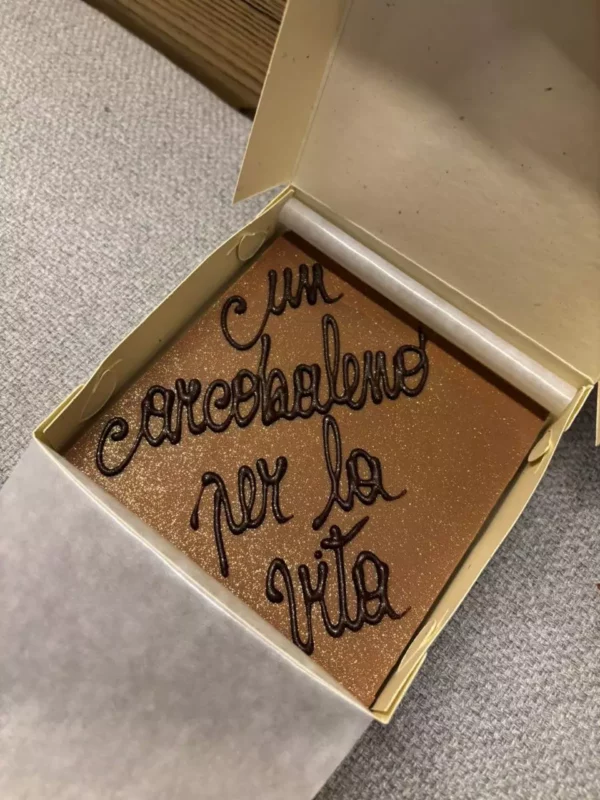 un
arcobaleno
per la
vita